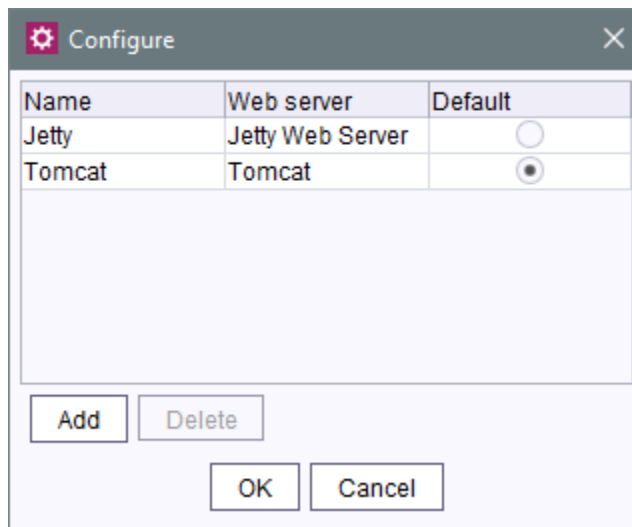 Configure
Name Web server Default
Jetty Jetty Web Server
Tomcat Tomcat
Add Delete
OK Cancel